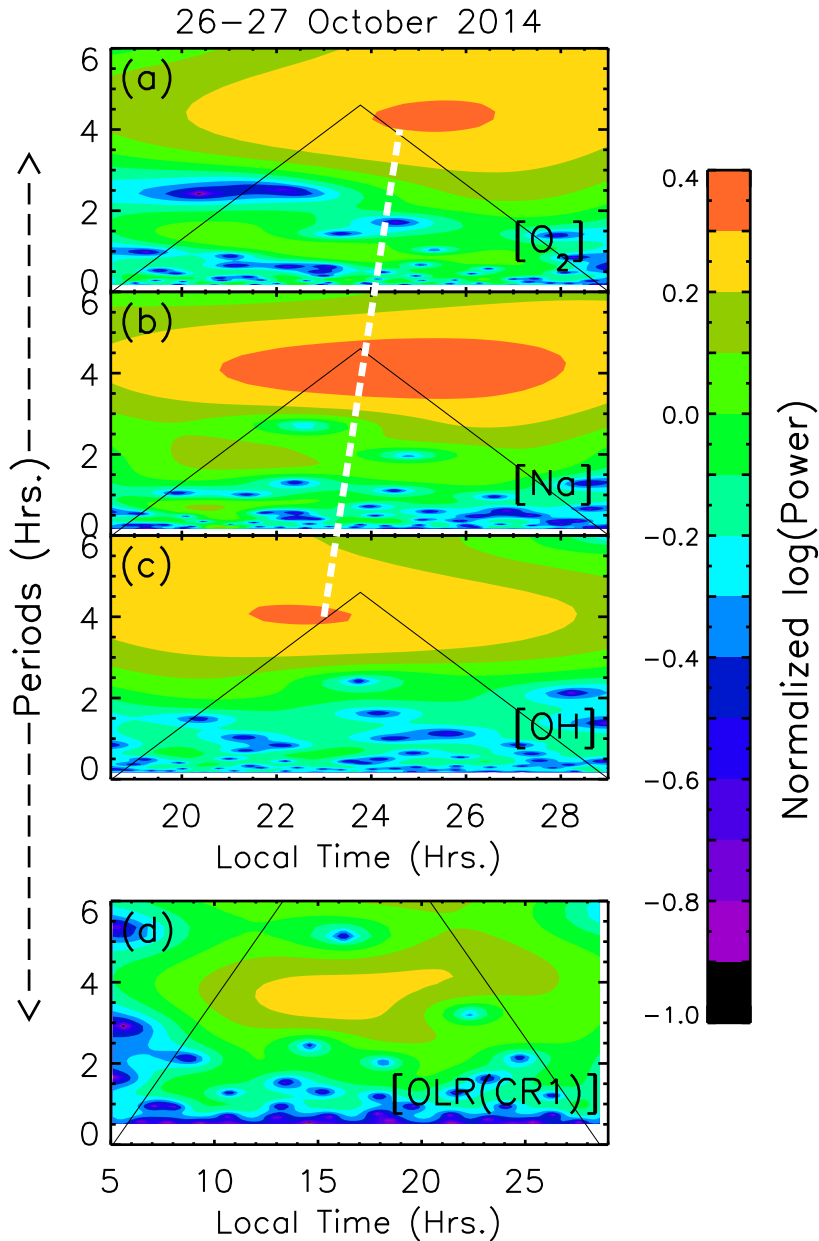 26−27 October 2014
6
(a)
4
2
[O₂]
0
6
(b)
4
2
[Na]
0
6
(c)
4
2
[OH]
0
20 22 24 26 28
Local Time (Hrs.)
6
(d)
4
2
[OLR(CR1)]
0
5 10 15 20 25
Local Time (Hrs.)
<−−−−−−−Periods (Hrs.)−−−−−−−>
0.4
0.2
0.0
−0.2
−0.4
−0.6
−0.8
−1.0
Normalized log(Power)